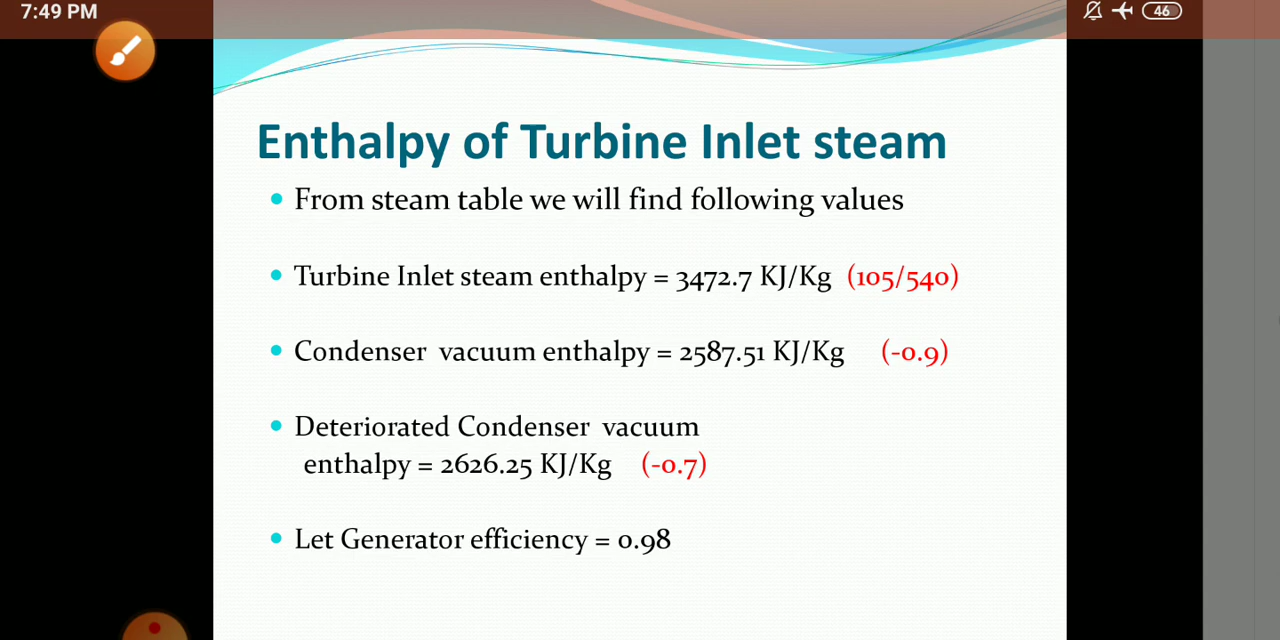 7:49 PM
46
Enthalpy of Turbine Inlet steam
From steam table we will find following values
Turbine Inlet steam enthalpy = 3472.7 KJ/Kg (105/540)
Condenser vacuum enthalpy = 2587.51 KJ/Kg (-0.9)
Deteriorated Condenser vacuum
enthalpy = 2626.25 KJ/Kg (-0.7)
Let Generator efficiency = 0.98